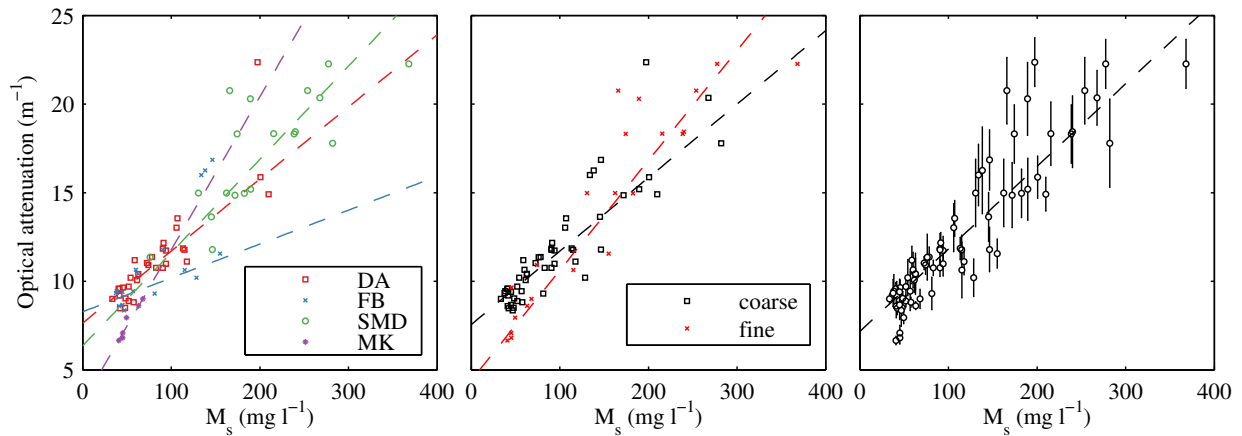 Optical attenuation (m⁻¹)
25
20
15
10
5
DA
FB
SMD
MK
0 100 200 300 400
M_s (mg l⁻¹)
coarse
fine
0 100 200 300 400
M_s (mg l⁻¹)
0 100 200 300 400
M_s (mg l⁻¹)